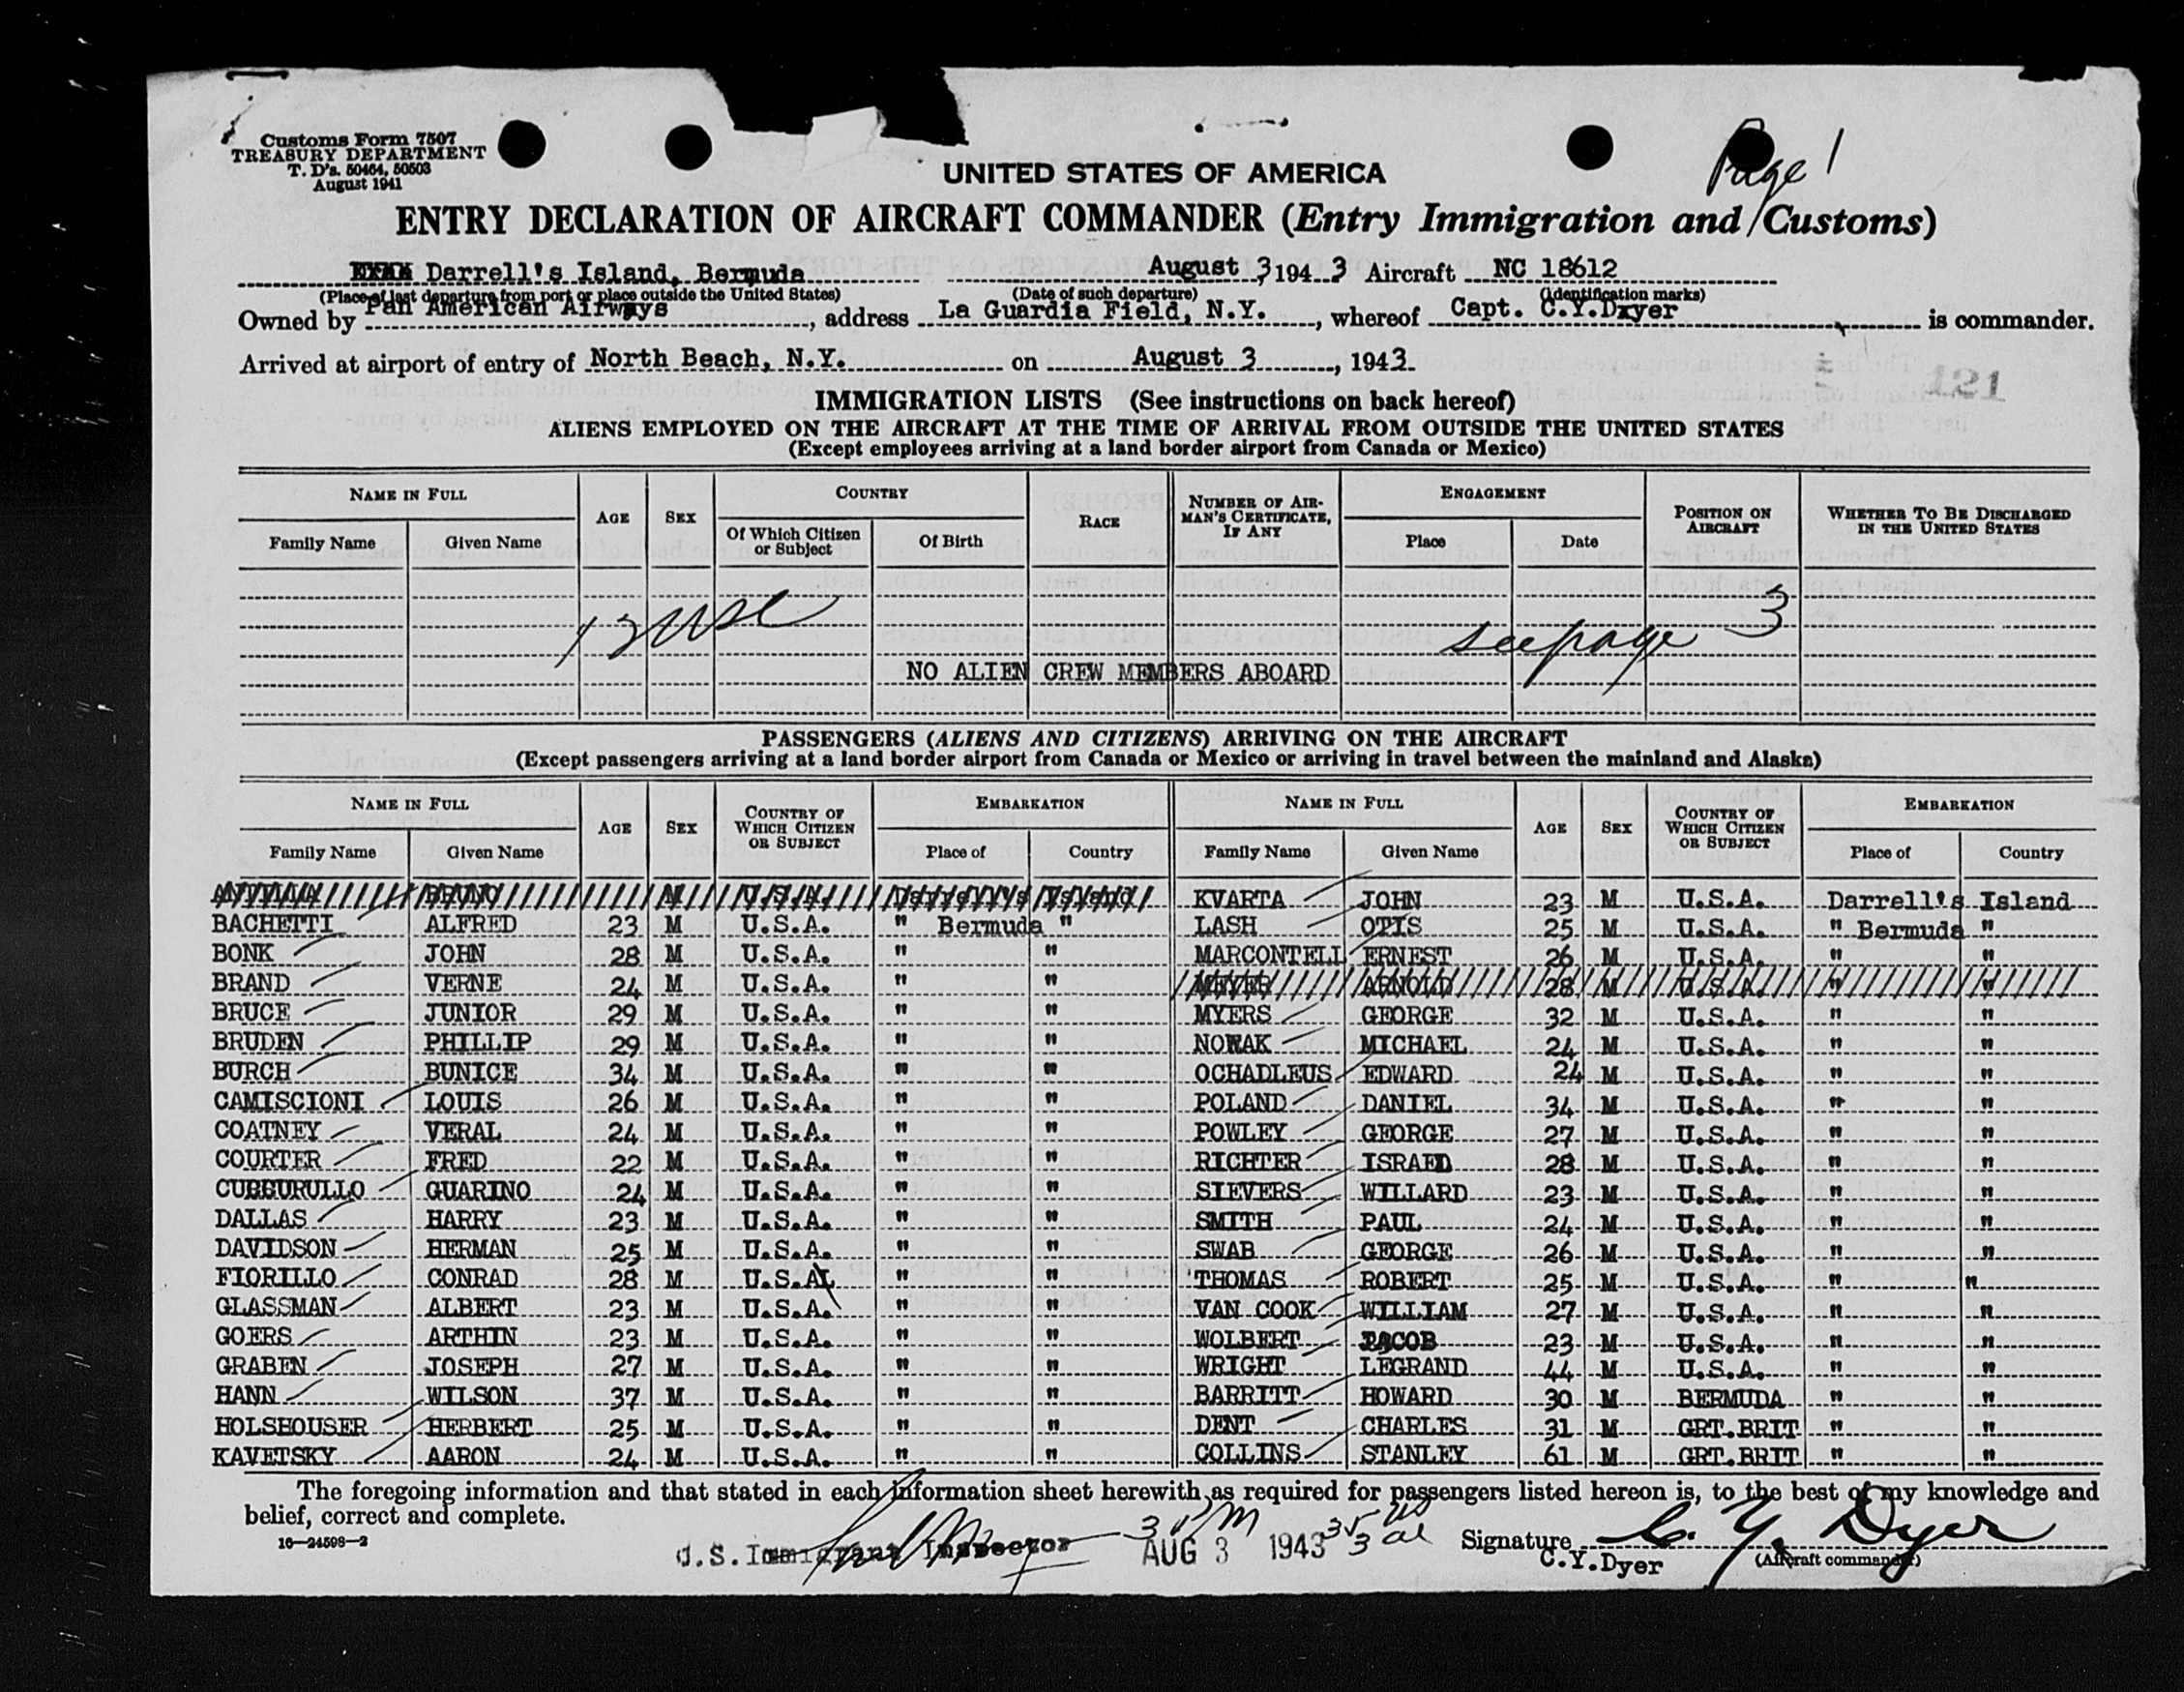 Customs Form 7507
TREASURY DEPARTMENT
T. D's. 50464, 50503
August 1941
Page 1
UNITED STATES OF AMERICA
ENTRY DECLARATION OF AIRCRAFT COMMANDER (Entry Immigration and Customs)
Darrell's Island, Bermuda August 3 1943 Aircraft NC 18612
(Place of last departure from port or place outside the United States) (Date of such departure) (Identification marks)
Owned by Pan American Airways, address La Guardia Field, N.Y., whereof Capt. C.Y.Dryer is commander.
Arrived at airport of entry of North Beach, N.Y. on August 3, 1943.
IMMIGRATION LISTS (See instructions on back hereof)
ALIENS EMPLOYED ON THE AIRCRAFT AT THE TIME OF ARRIVAL FROM OUTSIDE THE UNITED STATES
(Except employees arriving at a land border airport from Canada or Mexico)
NAME IN FULL AGE SEX COUNTRY RACE NUMBER OF AIRMAN'S CERTIFICATE, IF ANY ENGAGEMENT POSITION ON AIRCRAFT WHETHER TO BE DISCHARGED IN THE UNITED STATES
Family Name Given Name Of Which Citizen or Subject Of Birth Place Date
see page 3
NO ALIEN CREW MEMBERS ABOARD
PASSENGERS (ALIENS AND CITIZENS) ARRIVING ON THE AIRCRAFT
(Except passengers arriving at a land border airport from Canada or Mexico or arriving in travel between the mainland and Alaska)
NAME IN FULL AGE SEX COUNTRY OF WHICH CITIZEN OR SUBJECT EMBARKATION NAME IN FULL AGE SEX COUNTRY OF WHICH CITIZEN OR SUBJECT EMBARKATION
Family Name Given Name Place of Country Family Name Given Name Place of Country
M U.S.A. Darrell's Island KVARTA JOHN 23 M U.S.A. Darrell's Island
BACHETTI ALFRED 23 M U.S.A. " Bermuda " LASH OTIS 25 M U.S.A. " Bermuda "
BONK JOHN 28 M U.S.A. " " MARCONTELL ERNEST 26 M U.S.A. " "
BRAND VERNE 24 M U.S.A. " " MEYER ARNOLD 28 M U.S.A. " "
BRUCE JUNIOR 29 M U.S.A. " " MYERS GEORGE 32 M U.S.A. " "
BRUDEN PHILLIP 29 M U.S.A. " " NOWAK MICHAEL 24 M U.S.A. " "
BURCH BUNICE 34 M U.S.A. " " OCHADLEUS EDWARD 24 M U.S.A. " "
CAMISCIONI LOUIS 26 M U.S.A. " " POLAND DANIEL 34 M U.S.A. " "
COATNEY VERAL 24 M U.S.A. " " POWLEY GEORGE 27 M U.S.A. " "
COURTER FRED 22 M U.S.A. " " RICHTER ISRAEL 28 M U.S.A. " "
CUBBURULLO GUARINO 24 M U.S.A. " " SIEVERS WILLARD 23 M U.S.A. " "
DALLAS HARRY 23 M U.S.A. " " SMITH PAUL 24 M U.S.A. " "
DAVIDSON HERMAN 25 M U.S.A. " " SWAB GEORGE 26 M U.S.A. " "
FIORILLO CONRAD 28 M U.S.A. " " THOMAS ROBERT 25 M U.S.A. " "
GLASSMAN ALBERT 23 M U.S.A. " " VAN COOK WILLIAM 27 M U.S.A. " "
GOERS ARTHIN 23 M U.S.A. " " WOLBERT JACOB 23 M U.S.A. " "
GRABEN JOSEPH 27 M U.S.A. " " WRIGHT LEGRAND 44 M U.S.A. " "
HANN WILSON 37 M U.S.A. " " BARRITT HOWARD 30 M BERMUDA " "
HOLSHOUSER HERBERT 25 M U.S.A. " " DENT CHARLES 31 M GRT.BRIT " "
KAVETSKY AARON 24 M U.S.A. " " COLLINS STANLEY 61 M GRT.BRIT " "
The foregoing information and that stated in each information sheet herewith, as required for passengers listed hereon is, to the best of my knowledge and
belief, correct and complete.
16—24598—2
U.S. Immigrant Inspector AUG 3 1943 Signature C. Y. Dyer
C.Y.Dyer (Aircraft commander)